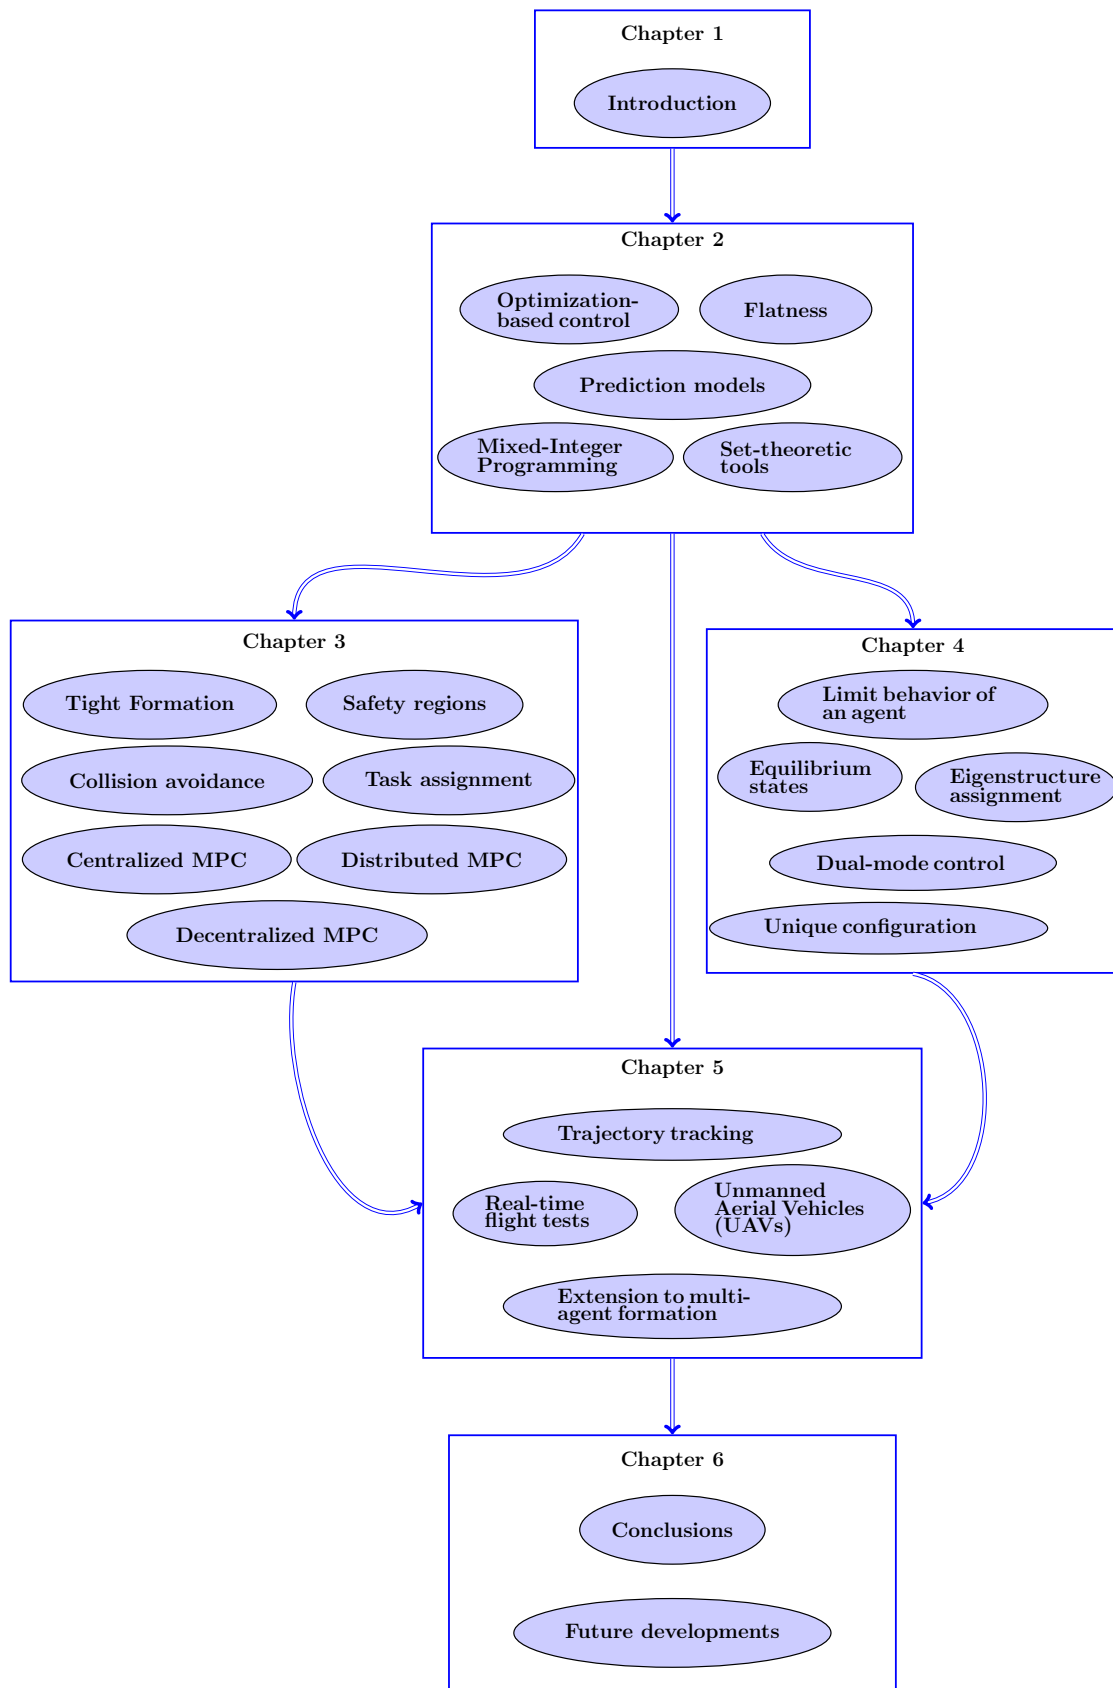 Chapter 1
Introduction
Chapter 2
Optimization-
based control
Flatness
Prediction models
Mixed-Integer
Programming
Set-theoretic
tools
Chapter 3
Tight Formation
Safety regions
Collision avoidance
Task assignment
Centralized MPC
Distributed MPC
Decentralized MPC
Chapter 4
Limit behavior of
an agent
Equilibrium
states
Eigenstructure
assignment
Dual-mode control
Unique configuration
Chapter 5
Trajectory tracking
Real-time
flight tests
Unmanned
Aerial Vehicles
(UAVs)
Extension to multi-
agent formation
Chapter 6
Conclusions
Future developments